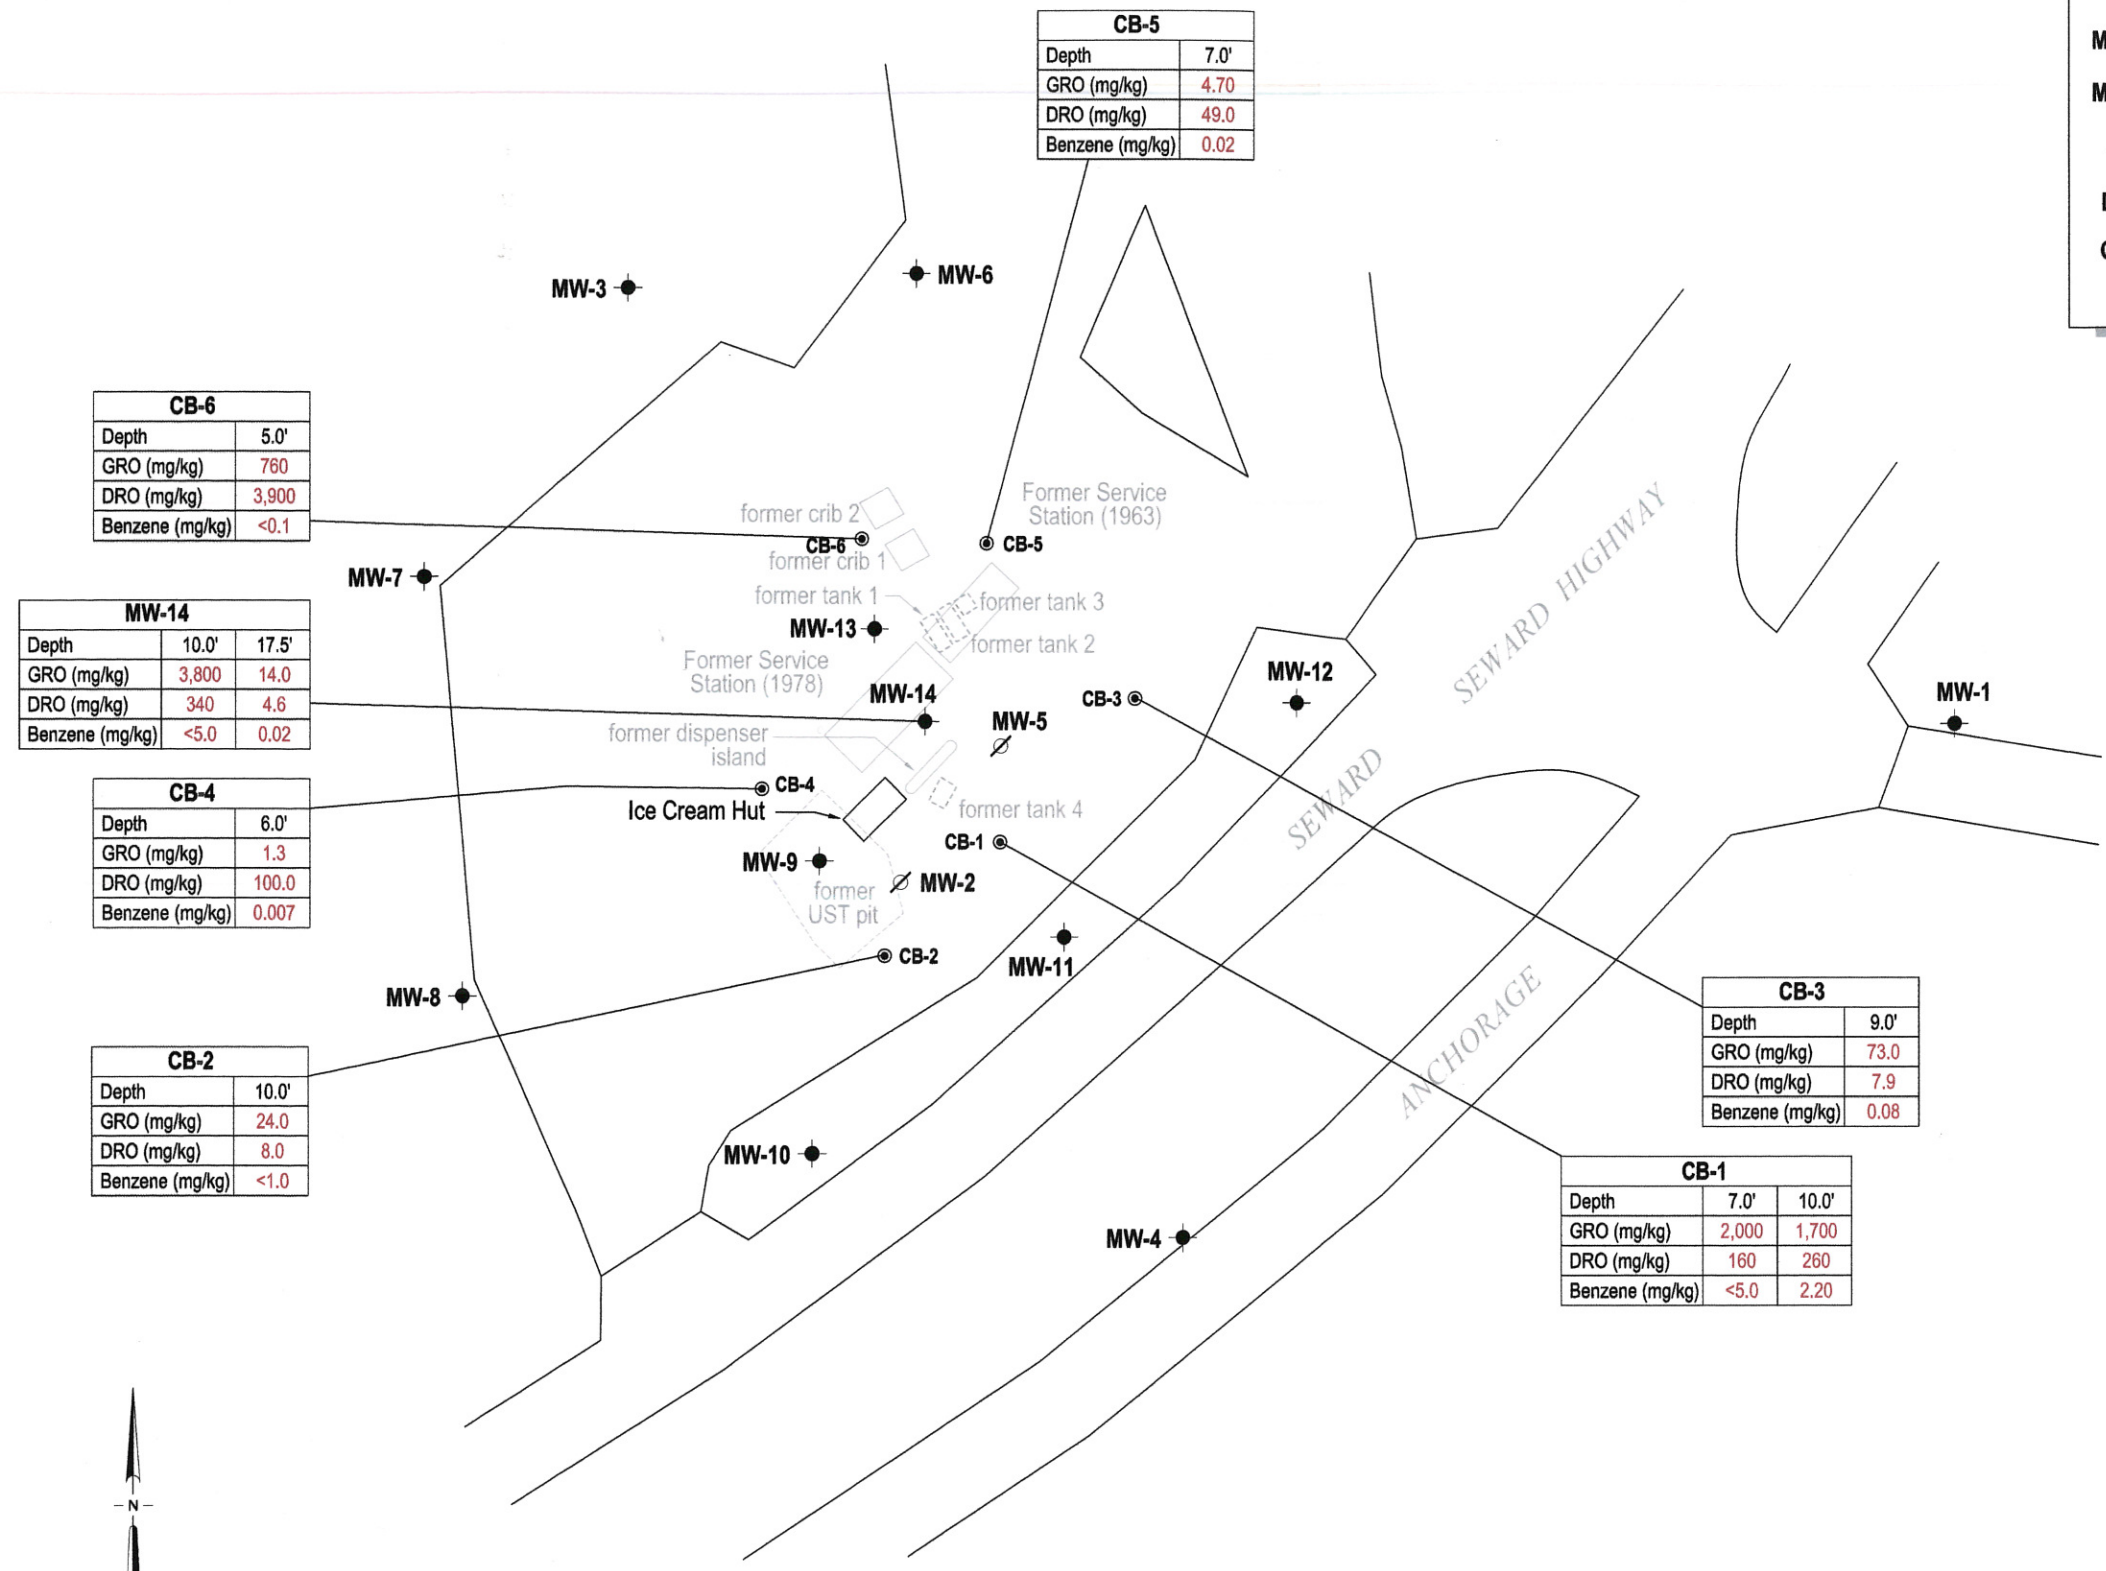 CB-5
Depth 7.0'
GRO (mg/kg) 4.70
DRO (mg/kg) 49.0
Benzene (mg/kg) 0.02
MW-3
MW-6
CB-6
Depth 5.0'
GRO (mg/kg) 760
DRO (mg/kg) 3,900
Benzene (mg/kg) <0.1
former crib 2
Former Service
Station (1963)
CB-6
CB-5
former crib 1
MW-7
former tank 1
former tank 3
MW-13
former tank 2
MW-14
Depth 10.0' 17.5'
GRO (mg/kg) 3,800 14.0
DRO (mg/kg) 340 4.6
Benzene (mg/kg) <5.0 0.02
Former Service
Station (1978)
MW-14
CB-3
MW-12
MW-1
MW-5
former dispenser
island
SEWARD HIGHWAY
SEWARD
ANCHORAGE
CB-4
Depth 6.0'
GRO (mg/kg) 1.3
DRO (mg/kg) 100.0
Benzene (mg/kg) 0.007
CB-4
Ice Cream Hut
former tank 4
CB-1
MW-9
MW-2
former
UST pit
CB-2
MW-11
MW-8
CB-2
Depth 10.0'
GRO (mg/kg) 24.0
DRO (mg/kg) 8.0
Benzene (mg/kg) <1.0
CB-3
Depth 9.0'
GRO (mg/kg) 73.0
DRO (mg/kg) 7.9
Benzene (mg/kg) 0.08
MW-10
MW-4
CB-1
Depth 7.0' 10.0'
GRO (mg/kg) 2,000 1,700
DRO (mg/kg) 160 260
Benzene (mg/kg) <5.0 2.20
N